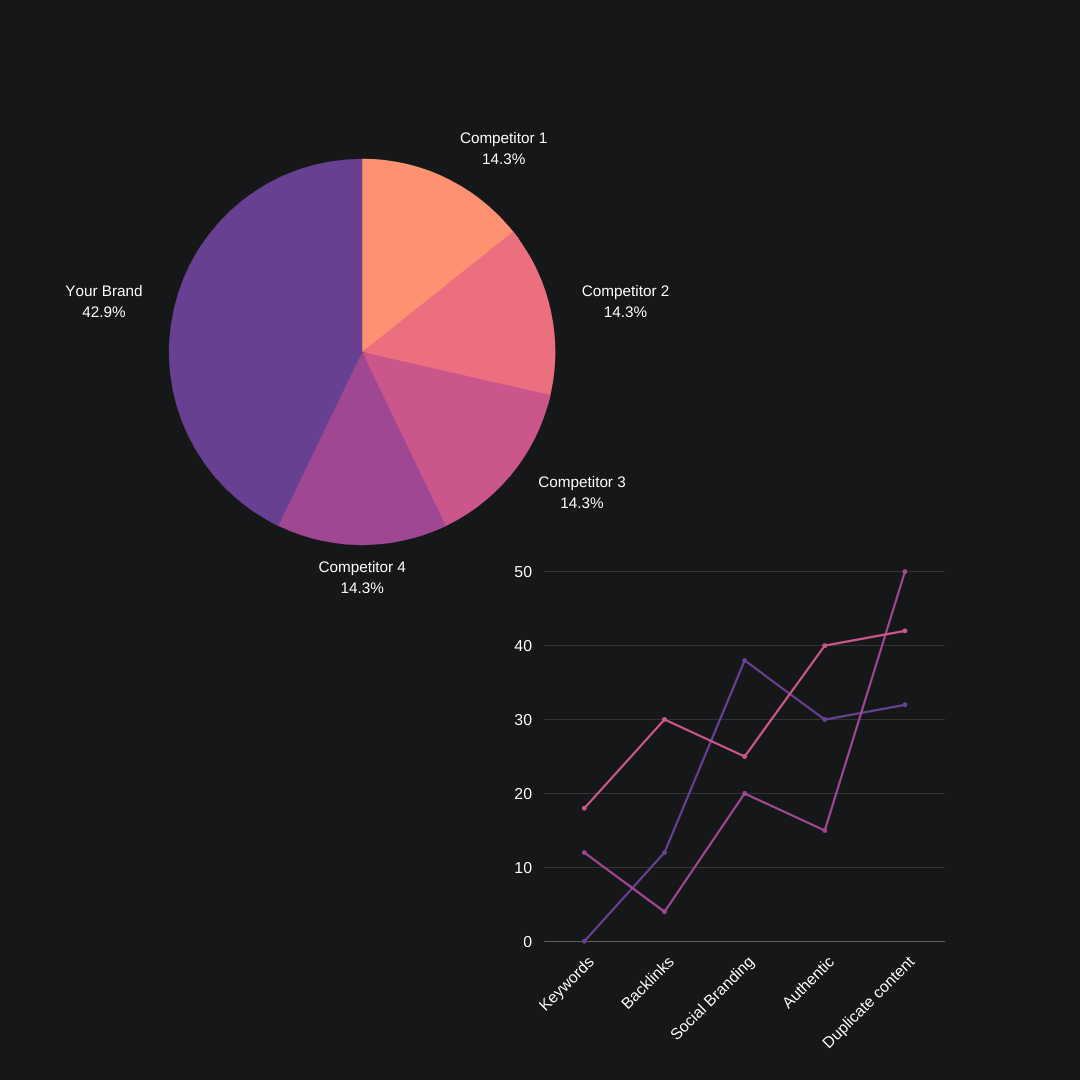 Competitor 1
14.3%
Your Brand
42.9%
Competitor 2
14.3%
Competitor 3
14.3%
Competitor 4
14.3%
50
40
30
20
10
0
Keywords
Backlinks
Social Branding
Authentic
Duplicate content